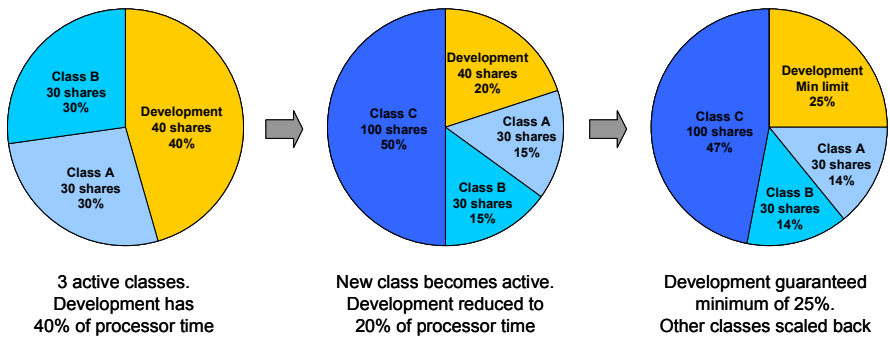 Class B
30 shares
30%
Development
40 shares
40%
Class A
30 shares
30%
Development
40 shares
20%
Class C
100 shares
50%
Class A
30 shares
15%
Class B
30 shares
15%
Development
Min limit
25%
Class C
100 shares
47%
Class A
30 shares
14%
Class B
30 shares
14%
3 active classes.
Development has
40% of processor time
New class becomes active.
Development reduced to
20% of processor time
Development guaranteed
minimum of 25%.
Other classes scaled back